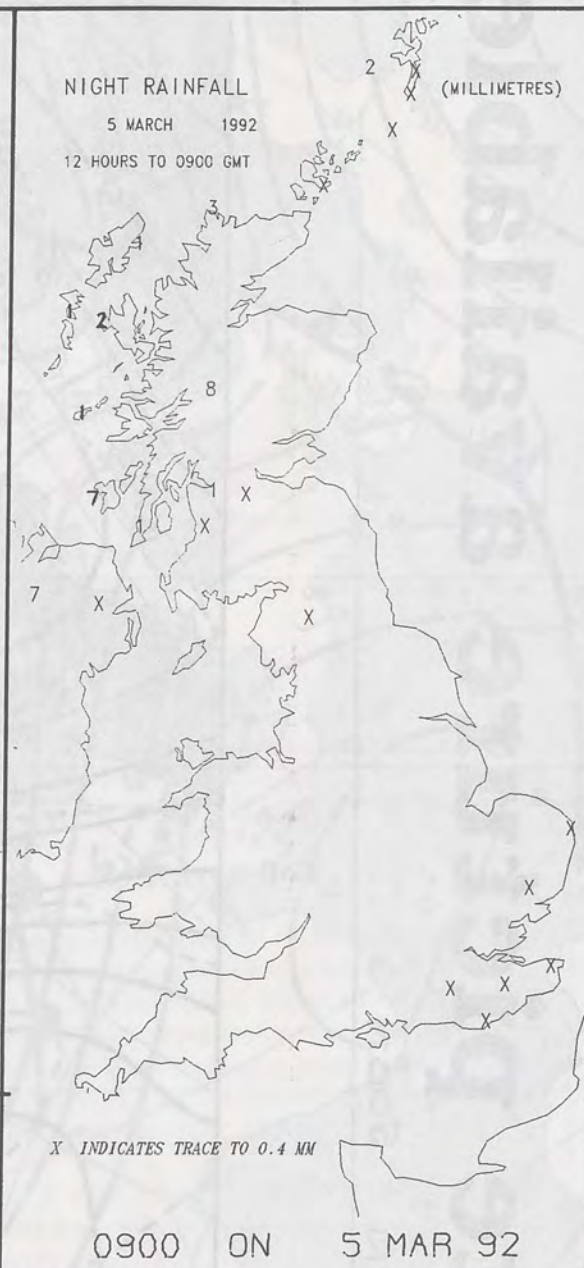 NIGHT RAINFALL 2 X (MILLIMETRES)
X
5 MARCH 1992 X
12 HOURS TO 0900 GMT
X
3
1
2
8
7 1 X
X
7 X
X
X
X
X
X X
X
X INDICATES TRACE TO 0.4 MM
0900 ON 5 MAR 92